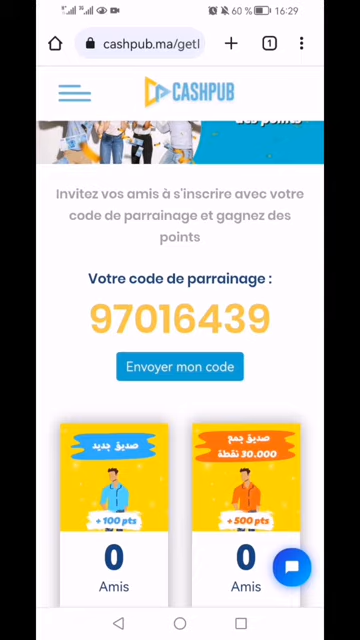 60 % 16:29
cashpub.ma/getl
1
CASHPUB
des points
Invitez vos amis à s'inscrire avec votre
code de parrainage et gagnez des
points
Votre code de parrainage :
97016439
Envoyer mon code
صديق جديد
+ 100 pts
0
Amis
صديق جمع
30.000 نقطة
+ 500 pts
0
Amis